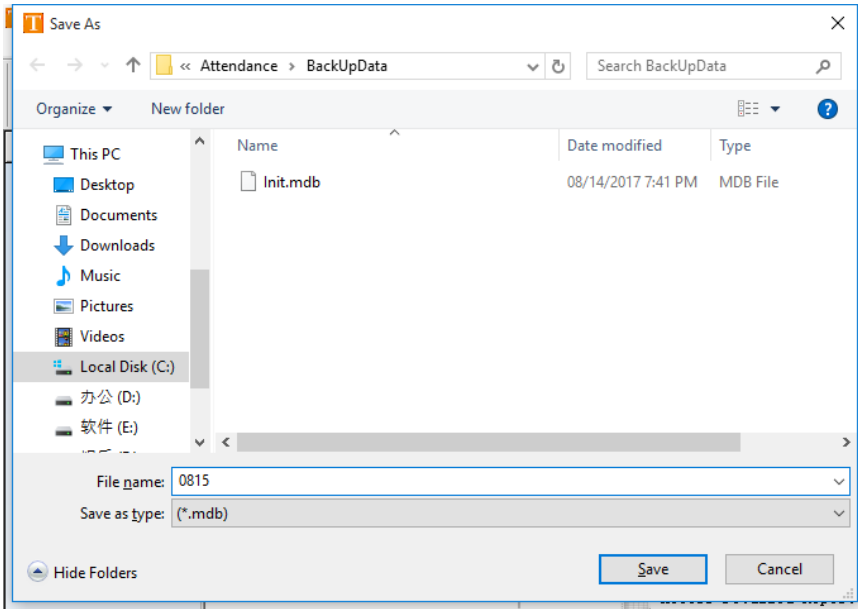 T Save As
« Attendance › BackUpData
Search BackUpData
Organize
New folder
?
Name
Date modified
Type
Init.mdb
08/14/2017 7:41 PM
MDB File
This PC
Desktop
Documents
Downloads
Music
Pictures
Videos
Local Disk (C:)
办公 (D:)
软件 (E:)
File name: 0815
Save as type: (*.mdb)
Hide Folders
Save
Cancel